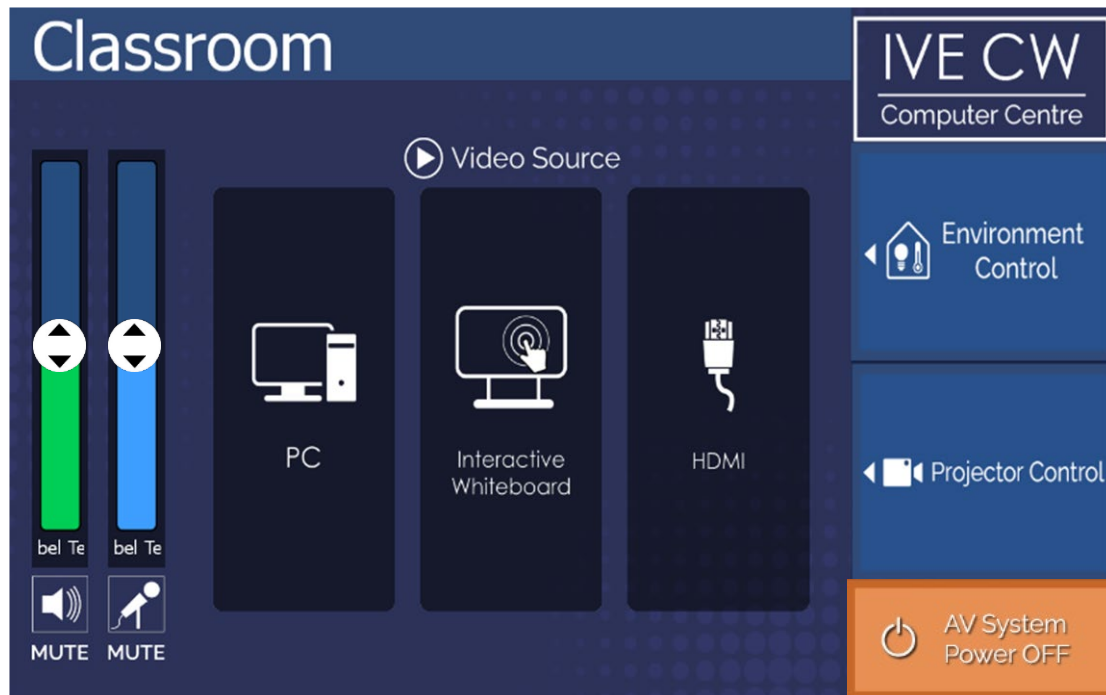 Classroom
IVE CW
Computer Centre
Video Source
PC
Interactive
Whiteboard
HDMI
Environment
Control
Projector Control
bel Te
bel Te
MUTE
MUTE
AV System
Power OFF